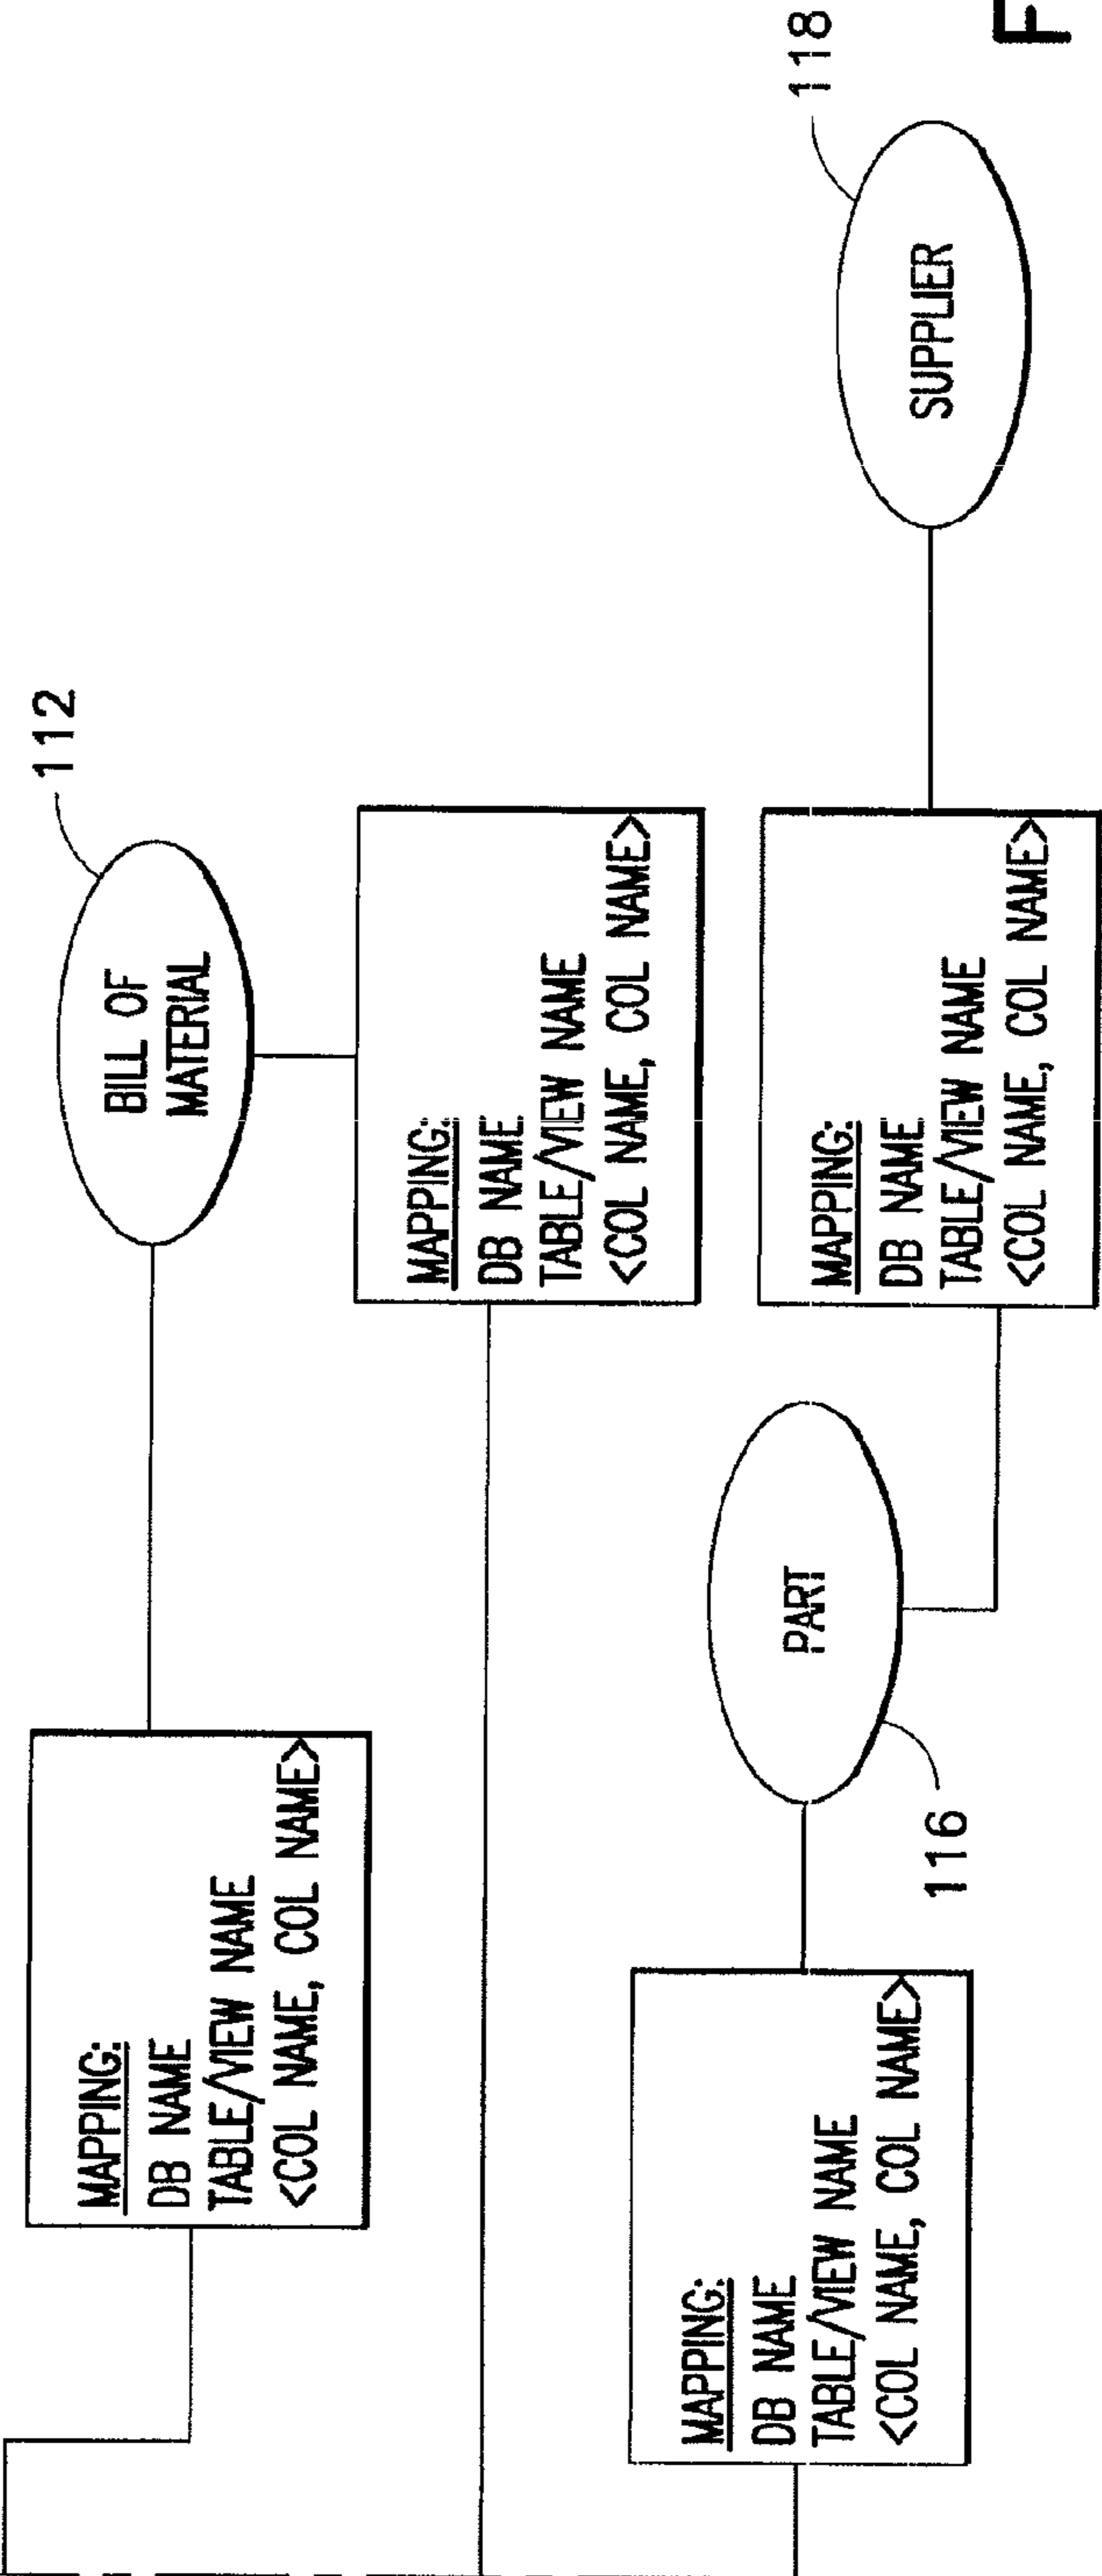 112
BILL OF
MATERIAL
MAPPING:
DB NAME
TABLE/VIEW NAME
<COL NAME, COL NAME>
MAPPING:
DB NAME
TABLE/VIEW NAME
<COL NAME, COL NAME>
118
SUPPLIER
PART
116
MAPPING:
DB NAME
TABLE/VIEW NAME
<COL NAME, COL NAME>
MAPPING:
DB NAME
TABLE/VIEW NAME
<COL NAME, COL NAME>
F